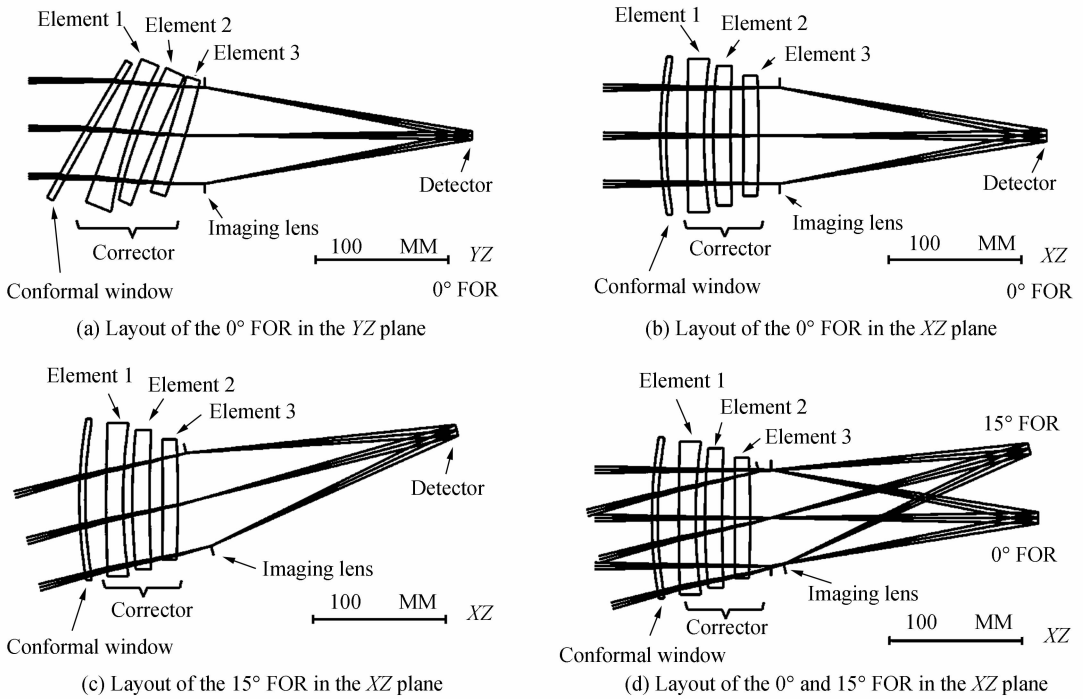 Element 1
Element 2
Element 3
Detector
Imaging lens
Corrector
100 MM
YZ
Conformal window
0° FOR
(a) Layout of the 0° FOR in the YZ plane
Element 1
Element 2
Element 3
Detector
Imaging lens
Corrector
100 MM
XZ
Conformal window
0° FOR
(b) Layout of the 0° FOR in the XZ plane
Element 1
Element 2
Element 3
Detector
Imaging lens
Corrector
100 MM
XZ
Conformal window
(c) Layout of the 15° FOR in the XZ plane
Element 1
Element 2
Element 3
15° FOR
0° FOR
Imaging lens
Corrector
100 MM
XZ
Conformal window
(d) Layout of the 0° and 15° FOR in the XZ plane